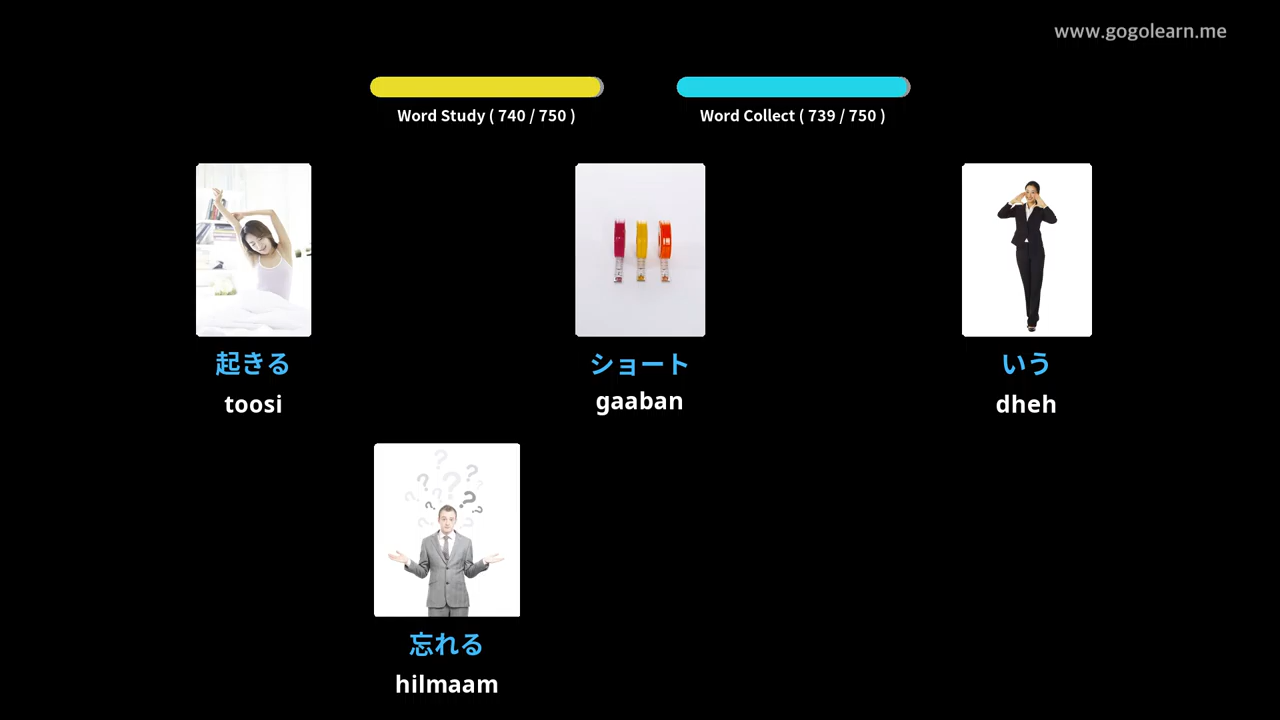 www.gogolearn.me
Word Study ( 740 / 750 )
Word Collect ( 739 / 750 )
起きる
toosi
ショート
gaaban
いう
dheh
忘れる
hilmaam